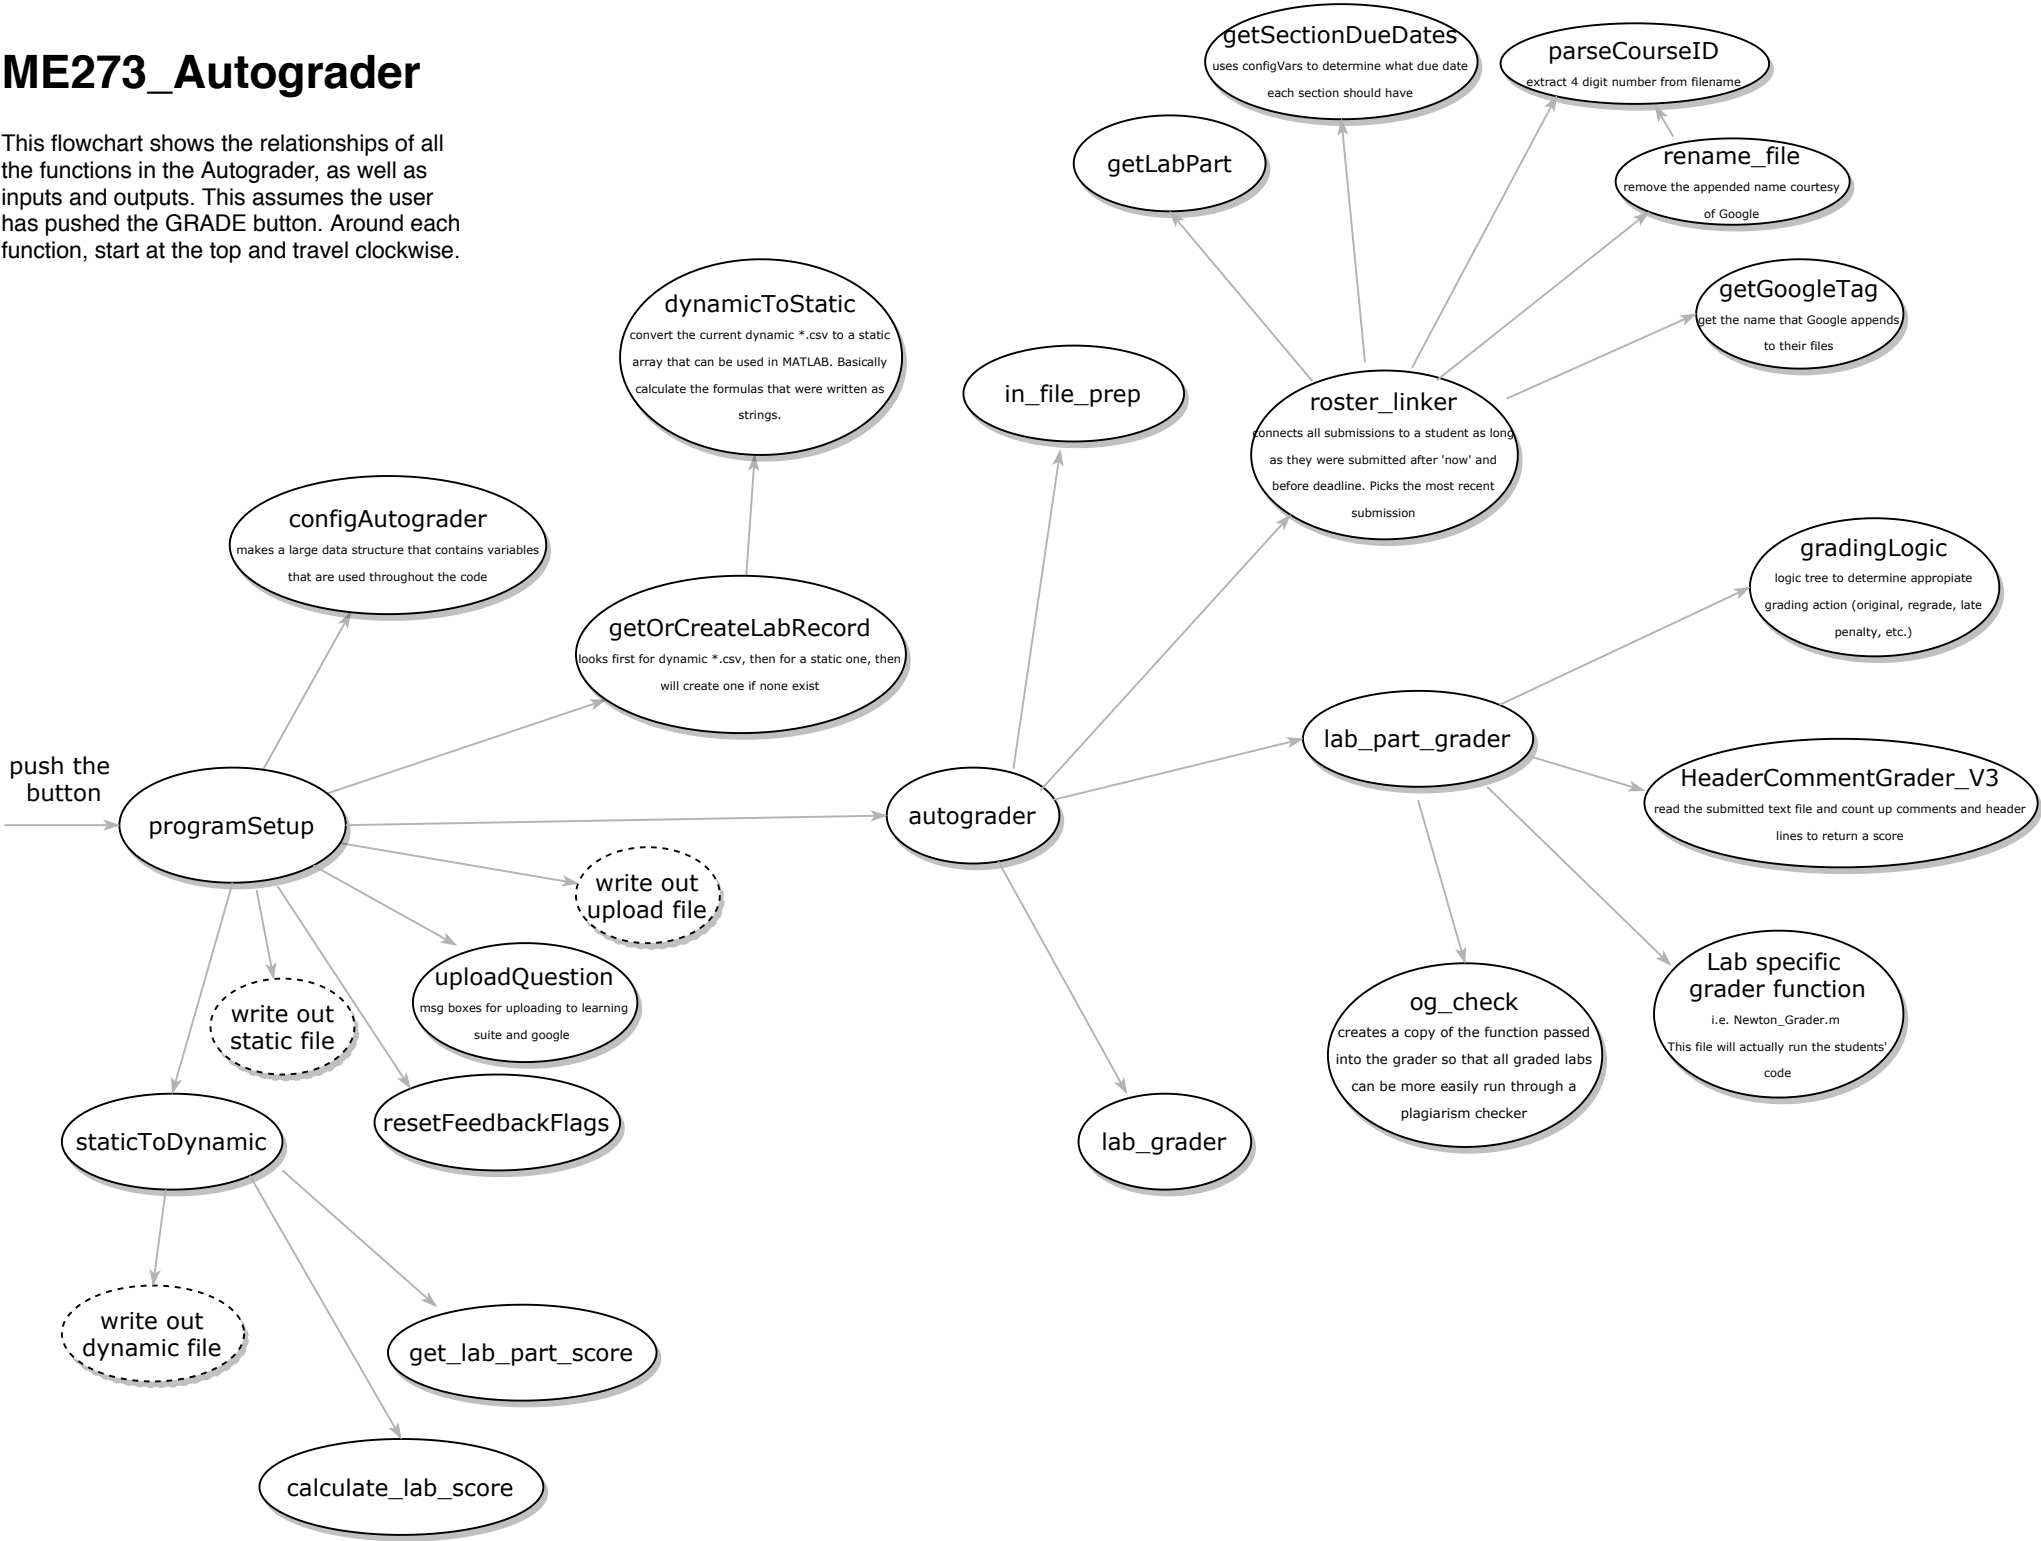 ME273_Autograder
This flowchart shows the relationships of all
the functions in the Autograder, as well as
inputs and outputs. This assumes the user
has pushed the GRADE button. Around each
function, start at the top and travel clockwise.
push the
button
programSetup
configAutograder
makes a large data structure that contains variables
that are used throughout the code
getOrCreateLabRecord
looks first for dynamic *.csv, then for a static one, then
will create one if none exist
dynamicToStatic
convert the current dynamic *.csv to a static
array that can be used in MATLAB. Basically
calculate the formulas that were written as
strings.
autograder
in_file_prep
roster_linker
connects all submissions to a student as long
as they were submitted after 'now' and
before deadline. Picks the most recent
submission
getLabPart
getSectionDueDates
uses configVars to determine what due date
each section should have
parseCourseID
extract 4 digit number from filename
rename_file
remove the appended name courtesy
of Google
getGoogleTag
get the name that Google appends
to their files
lab_part_grader
gradingLogic
logic tree to determine appropiate
grading action (original, regrade, late
penalty, etc.)
HeaderCommentGrader_V3
read the submitted text file and count up comments and header
lines to return a score
Lab specific
grader function
i.e. Newton_Grader.m
This file will actually run the students'
code
og_check
creates a copy of the function passed
into the grader so that all graded labs
can be more easily run through a
plagiarism checker
lab_grader
write out
upload file
uploadQuestion
msg boxes for uploading to learning
suite and google
resetFeedbackFlags
write out
static file
staticToDynamic
get_lab_part_score
calculate_lab_score
write out
dynamic file